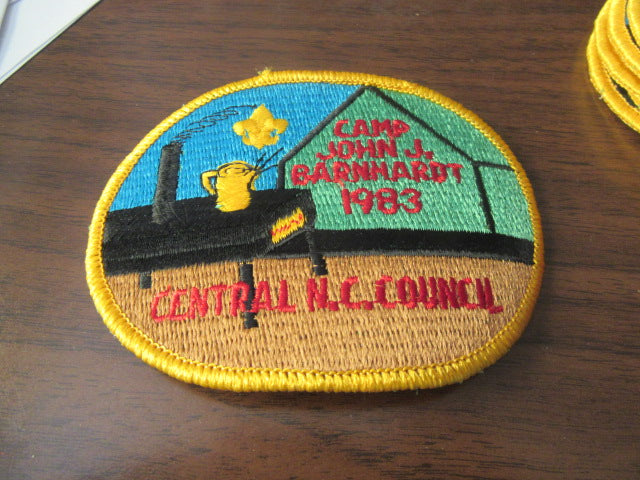 CAMP
JOHN J.
BARNHARDT
1983
CENTRAL N.C. COUNCIL